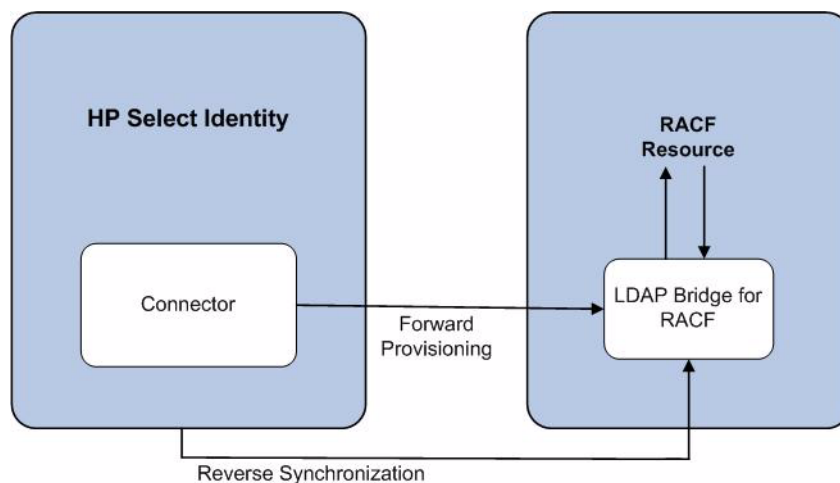 HP Select Identity
RACF
Resource
Connector
LDAP Bridge for
RACF
Forward
Provisioning
Reverse Synchronization